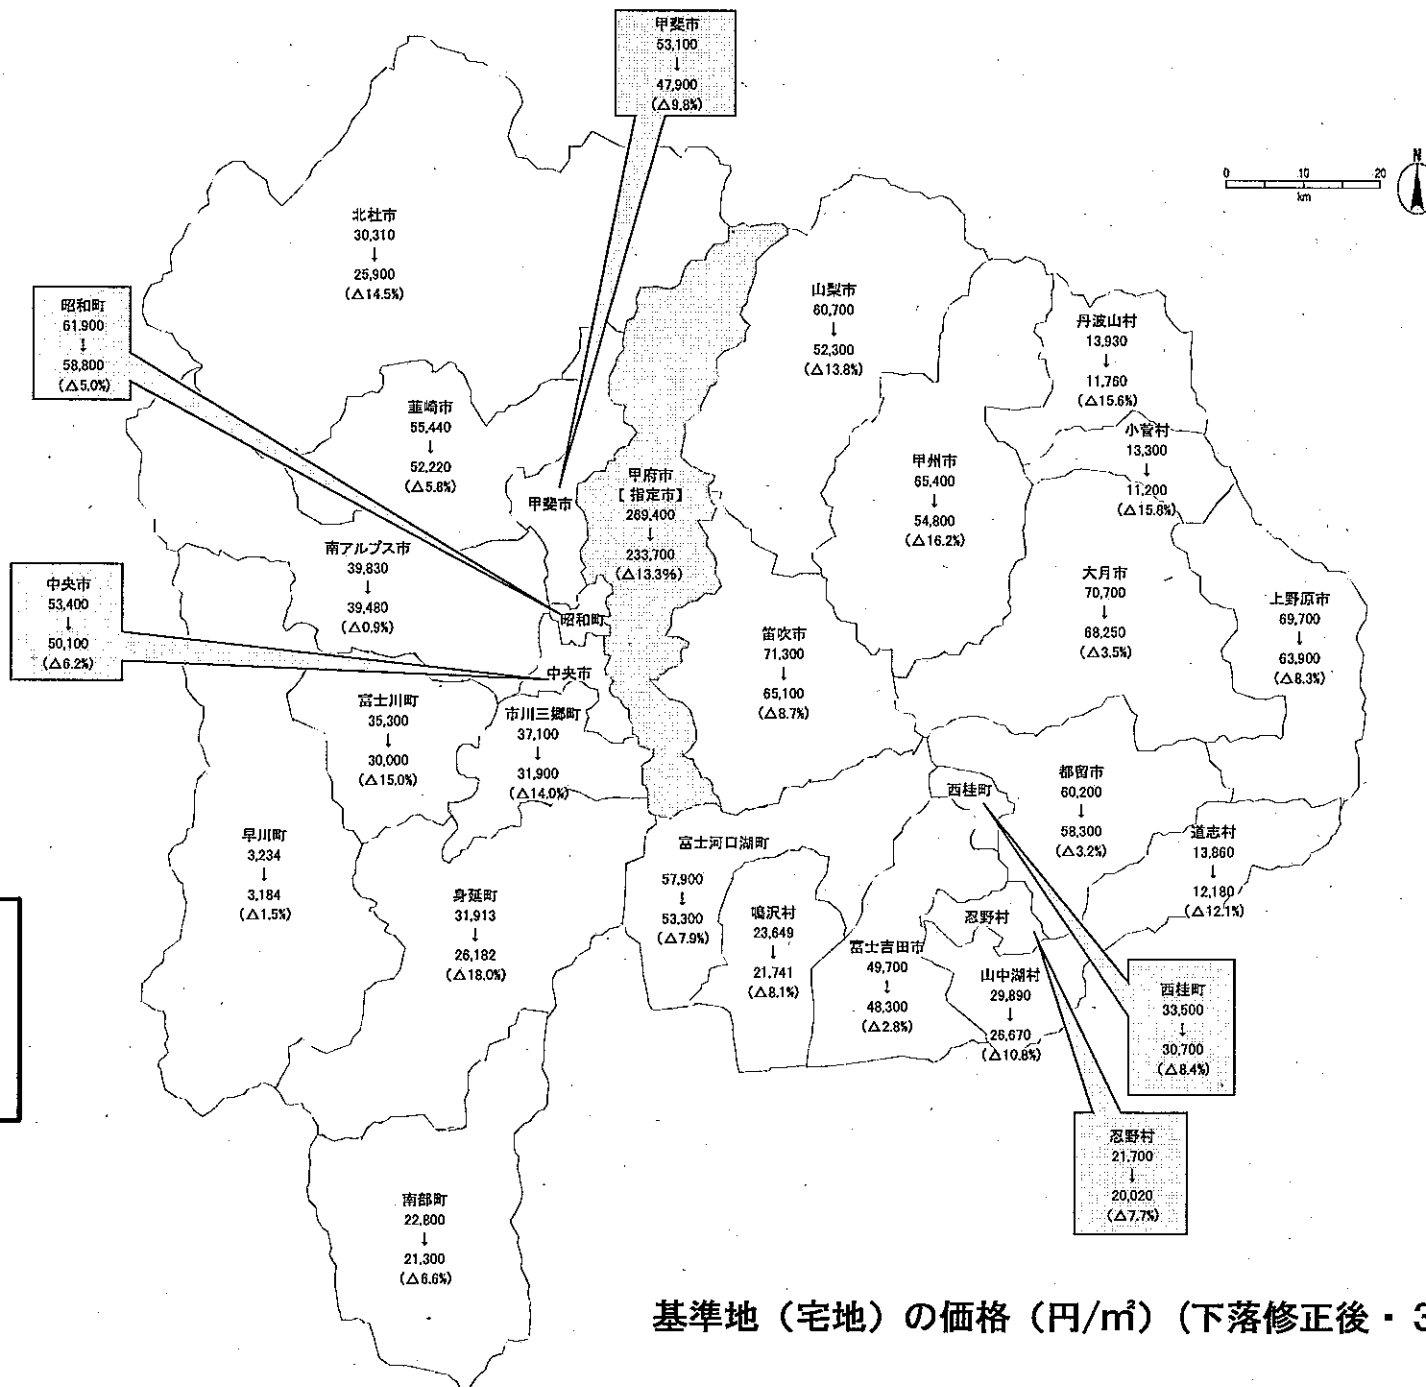 甲斐市
53,100
↓
47,900
(△9.8%)
N
0 10 20
km
北杜市
30,310
↓
25,900
(△14.5%)
山梨市
60,700
↓
52,300
(△13.8%)
昭和町
61,900
↓
58,800
(△5.0%)
丹波山村
13,930
↓
11,760
(△15.6%)
韮崎市
55,440
↓
52,220
(△5.8%)
小菅村
13,300
↓
11,200
(△15.8%)
甲州市
65,400
↓
54,800
(△16.2%)
甲府市
【指定市】
269,400
↓
233,700
(△13.3%)
甲斐市
南アルプス市
39,830
↓
39,480
(△0.9%)
中央市
53,400
↓
50,100
(△6.2%)
大月市
70,700
↓
68,250
(△3.5%)
上野原市
69,700
↓
63,900
(△8.3%)
昭和町
笛吹市
71,300
↓
65,100
(△8.7%)
中央市
富士川町
35,300
↓
30,000
(△15.0%)
市川三郷町
37,100
↓
31,900
(△14.0%)
都留市
60,200
↓
58,300
(△3.2%)
西桂町
早川町
3,234
↓
3,184
(△1.5%)
富士河口湖町
57,900
↓
53,300
(△7.9%)
道志村
13,860
↓
12,180
(△12.1%)
身延町
31,913
↓
26,182
(△18.0%)
鳴沢村
23,649
↓
21,741
(△8.1%)
忍野村
富士吉田市
49,700
↓
48,300
(△2.8%)
山中湖村
29,890
↓
26,670
(△10.8%)
西桂町
33,500
↓
30,700
(△8.4%)
忍野村
21,700
↓
20,020
(△7.7%)
南部町
22,800
↓
21,300
(△6.6%)
基準地（宅地）の価格（円/㎡）(下落修正後・3